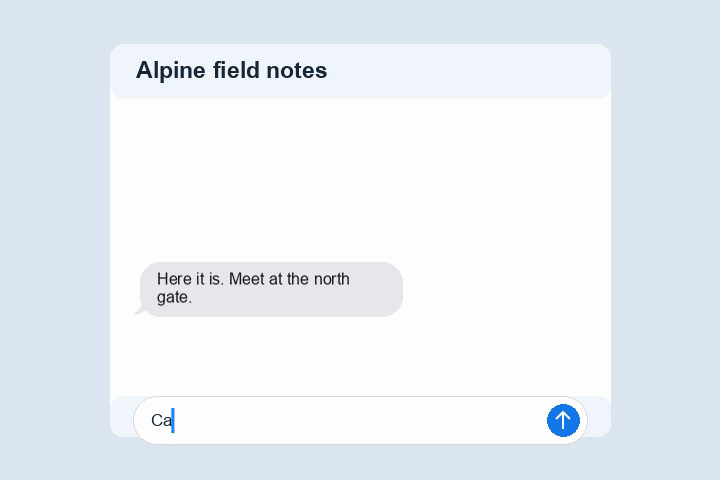 Alpine field notes
Here it is. Meet at the north
gate.
Ca